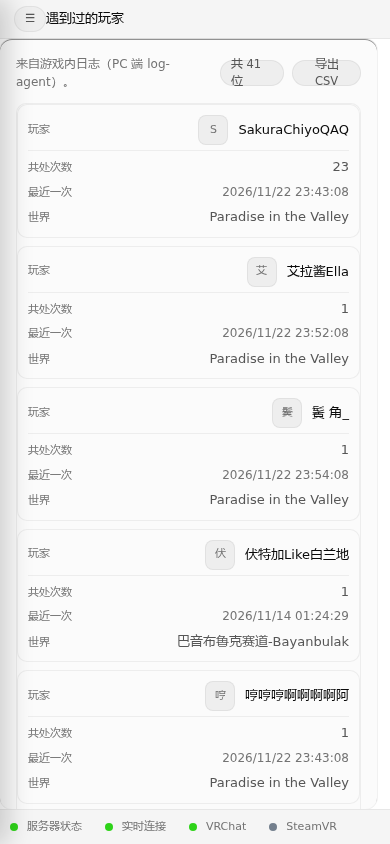 ☰ 遇到过的玩家
来自游戏内日志（PC 端 log-
agent）。
共 41
位
导出
CSV
玩家 S SakuraChiyoQAQ
共处次数 23
最近一次 2026/11/22 23:43:08
世界 Paradise in the Valley
玩家 艾 艾拉酱Ella
共处次数 1
最近一次 2026/11/22 23:52:08
世界 Paradise in the Valley
玩家 鬓 鬓 角_
共处次数 1
最近一次 2026/11/22 23:54:08
世界 Paradise in the Valley
玩家 伏 伏特加Like白兰地
共处次数 1
最近一次 2026/11/14 01:24:29
世界 巴音布鲁克赛道-Bayanbulak
玩家 哼 哼哼哼啊啊啊啊阿
共处次数 1
最近一次 2026/11/22 23:43:08
世界 Paradise in the Valley
服务器状态 实时连接 VRChat SteamVR